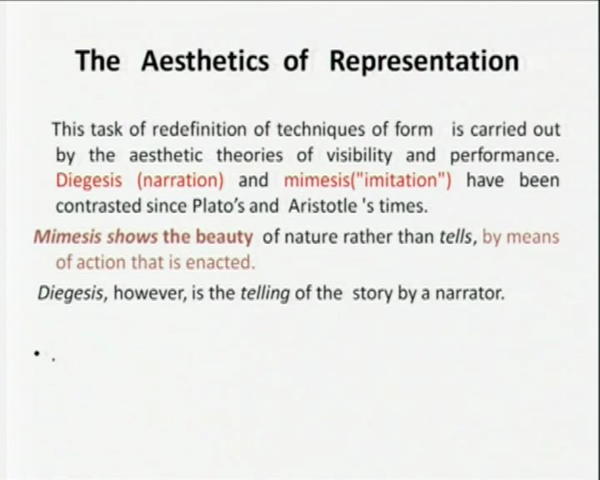 The Aesthetics of Representation
This task of redefinition of techniques of form is carried out
by the aesthetic theories of visibility and performance.
Diegesis (narration) and mimesis("imitation") have been
contrasted since Plato's and Aristotle 's times.
Mimesis shows the beauty of nature rather than tells, by means
of action that is enacted.
Diegesis, however, is the telling of the story by a narrator.
• .